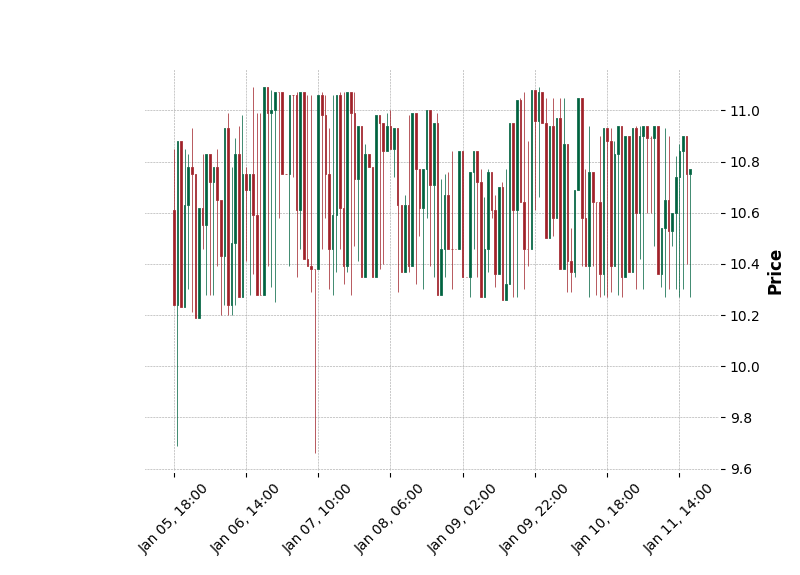 11.0
10.8
10.6
10.4
10.2
10.0
9.8
9.6
Price
Jan 05, 18:00
Jan 06, 14:00
Jan 07, 10:00
Jan 08, 06:00
Jan 09, 02:00
Jan 09, 22:00
Jan 10, 18:00
Jan 11, 14:00